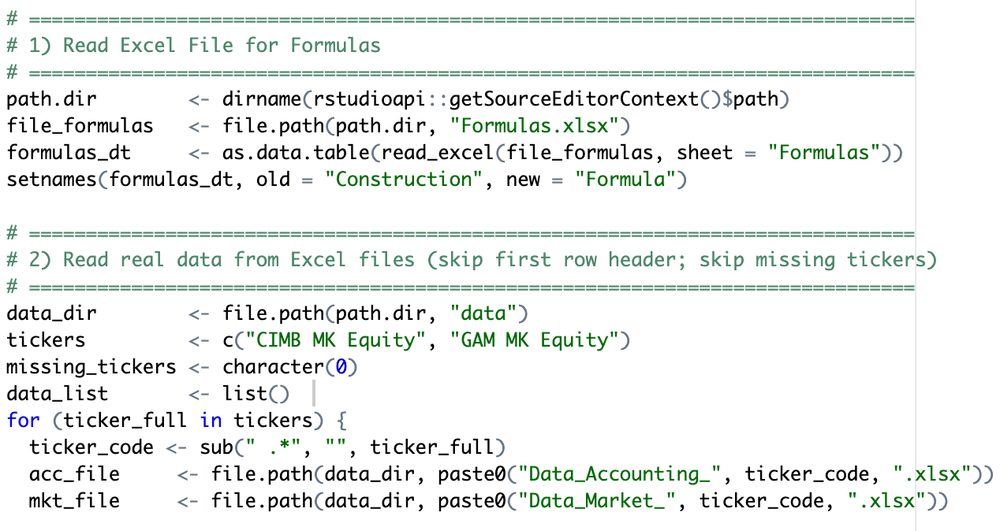 # ==============================================================================
# 1) Read Excel File for Formulas
# ==============================================================================
path.dir        <- dirname(rstudioapi::getSourceEditorContext()$path)
file_formulas   <- file.path(path.dir, "Formulas.xlsx")
formulas_dt     <- as.data.table(read_excel(file_formulas, sheet = "Formulas"))
setnames(formulas_dt, old = "Construction", new = "Formula")

# ==============================================================================
# 2) Read real data from Excel files (skip first row header; skip missing tickers)
# ==============================================================================
data_dir        <- file.path(path.dir, "data")
tickers         <- c("CIMB MK Equity", "GAM MK Equity")
missing_tickers <- character(0)
data_list       <- list()
for (ticker_full in tickers) {
  ticker_code <- sub(" .*", "", ticker_full)
  acc_file     <- file.path(data_dir, paste0("Data_Accounting_", ticker_code, ".xlsx"))
  mkt_file     <- file.path(data_dir, paste0("Data_Market_", ticker_code, ".xlsx"))